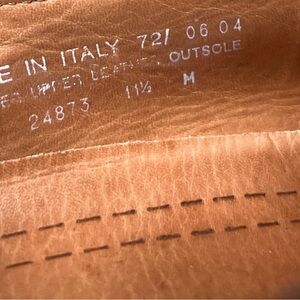 E IN ITALY 72/ 06 04
UPPER LEATHER OUTSOLE
24873 11½ M